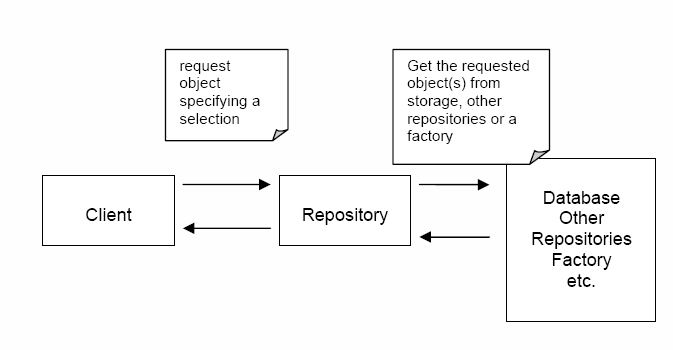 request
object
specifying a
selection
Get the requested
object(s) from
storage, other
repositories or a
factory
Client
Repository
Database
Other
Repositories
Factory
etc.